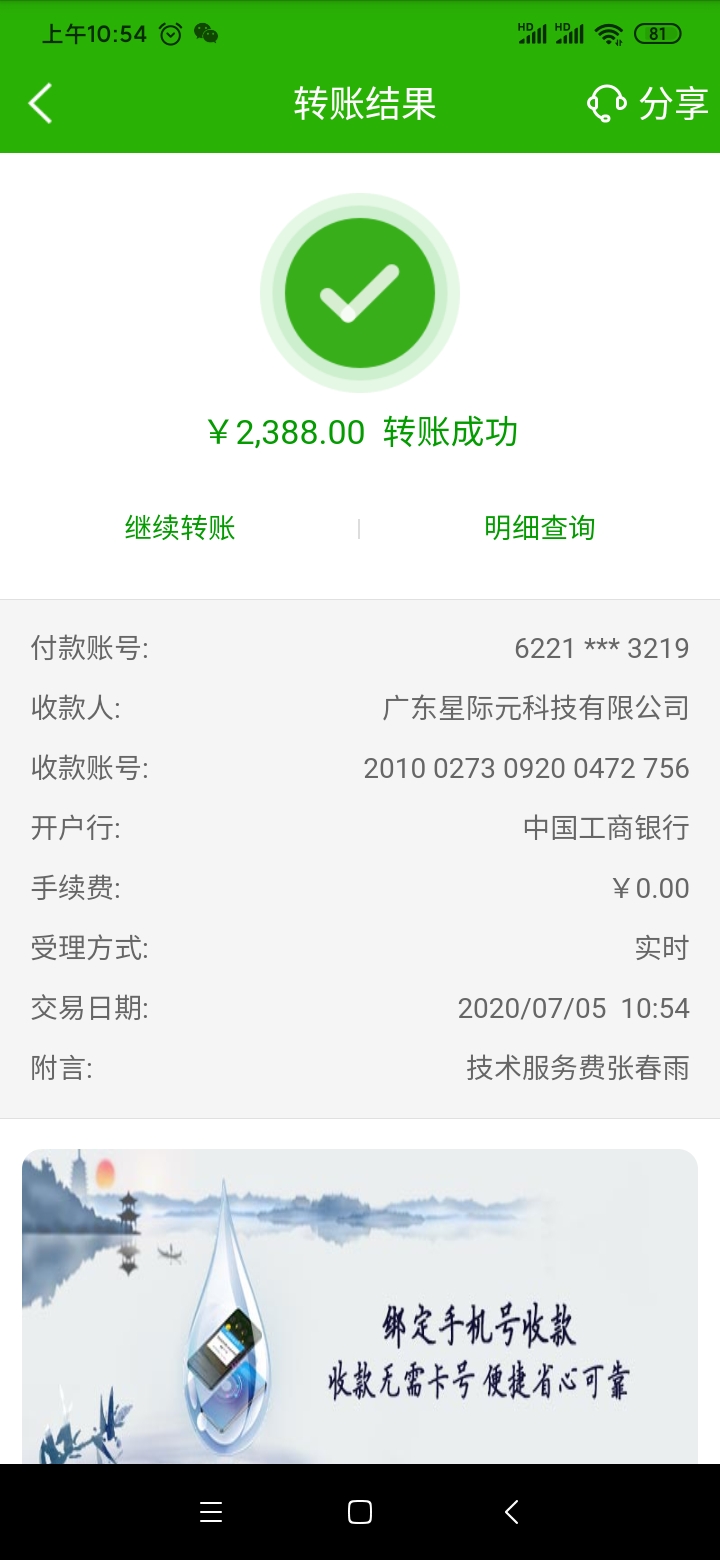 上午10:54 HD HD 81
转账结果 分享
￥2,388.00 转账成功
继续转账 明细查询
付款账号: 6221 *** 3219
收款人: 广东星际元科技有限公司
收款账号: 2010 0273 0920 0472 756
开户行: 中国工商银行
手续费: ￥0.00
受理方式: 实时
交易日期: 2020/07/05 10:54
附言: 技术服务费张春雨
绑定手机号收款
收款无需卡号 便捷省心可靠